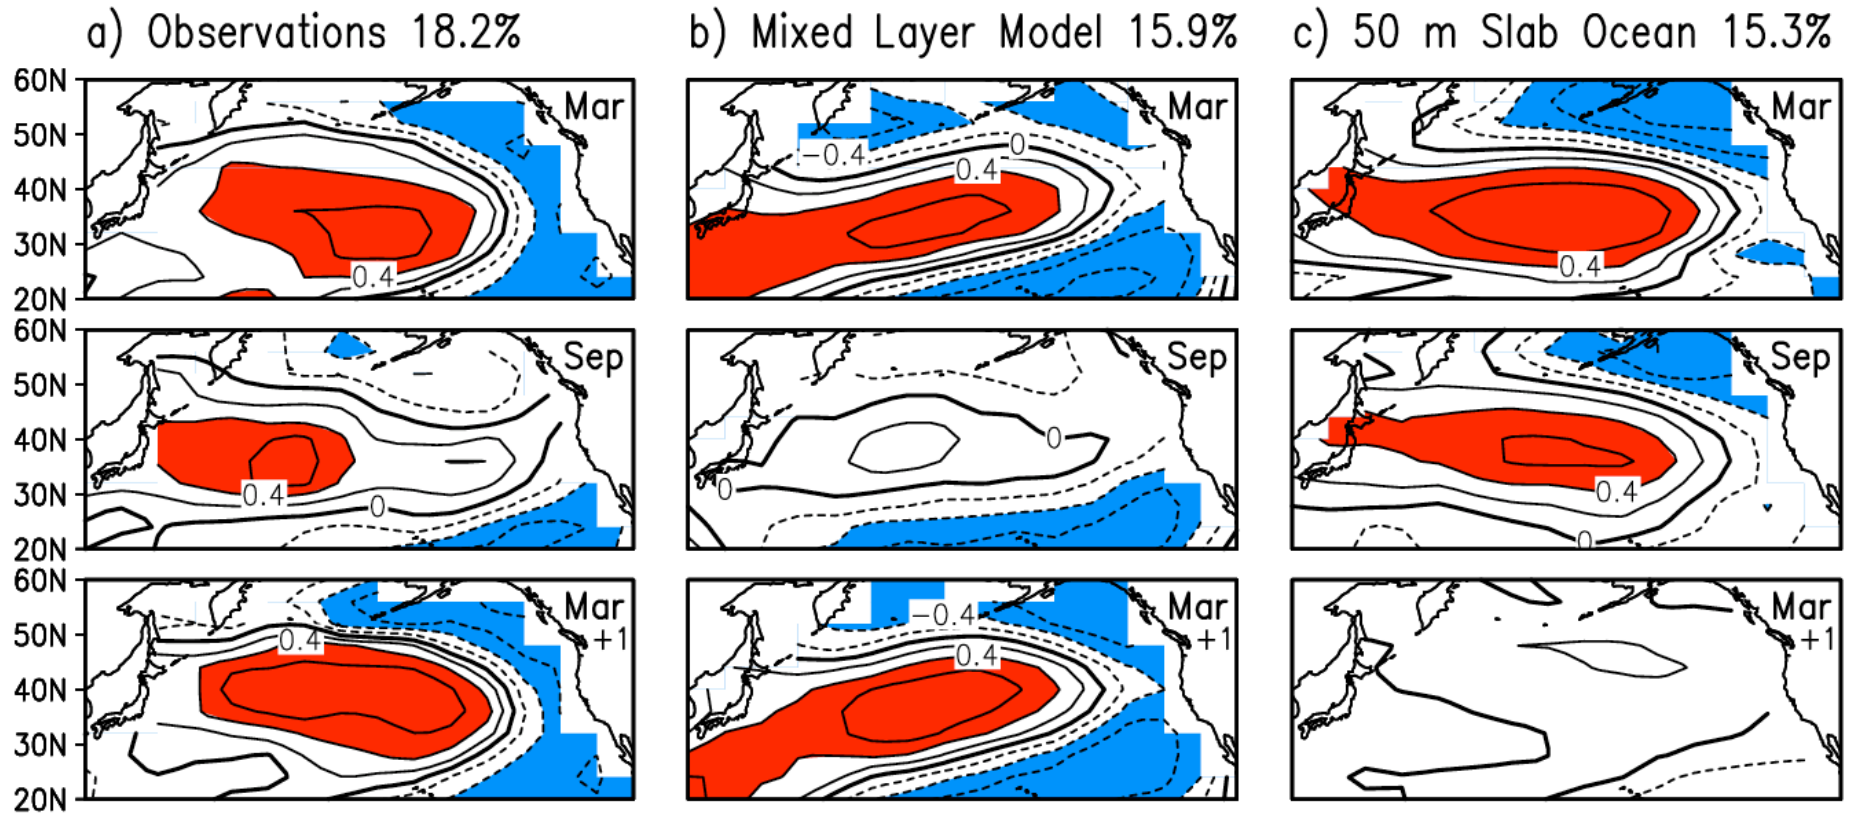 a) Observations 18.2%
b) Mixed Layer Model 15.9%
c) 50 m Slab Ocean 15.3%
60N
50N
40N
30N
20N
Mar
0.4
Mar
-0.4
0
0.4
Mar
0.4
60N
50N
40N
30N
20N
Sep
0.4
0
Sep
0
0
Sep
0.4
0
60N
50N
40N
30N
20N
Mar
+1
0.4
Mar
+1
-0.4
0.4
Mar
+1